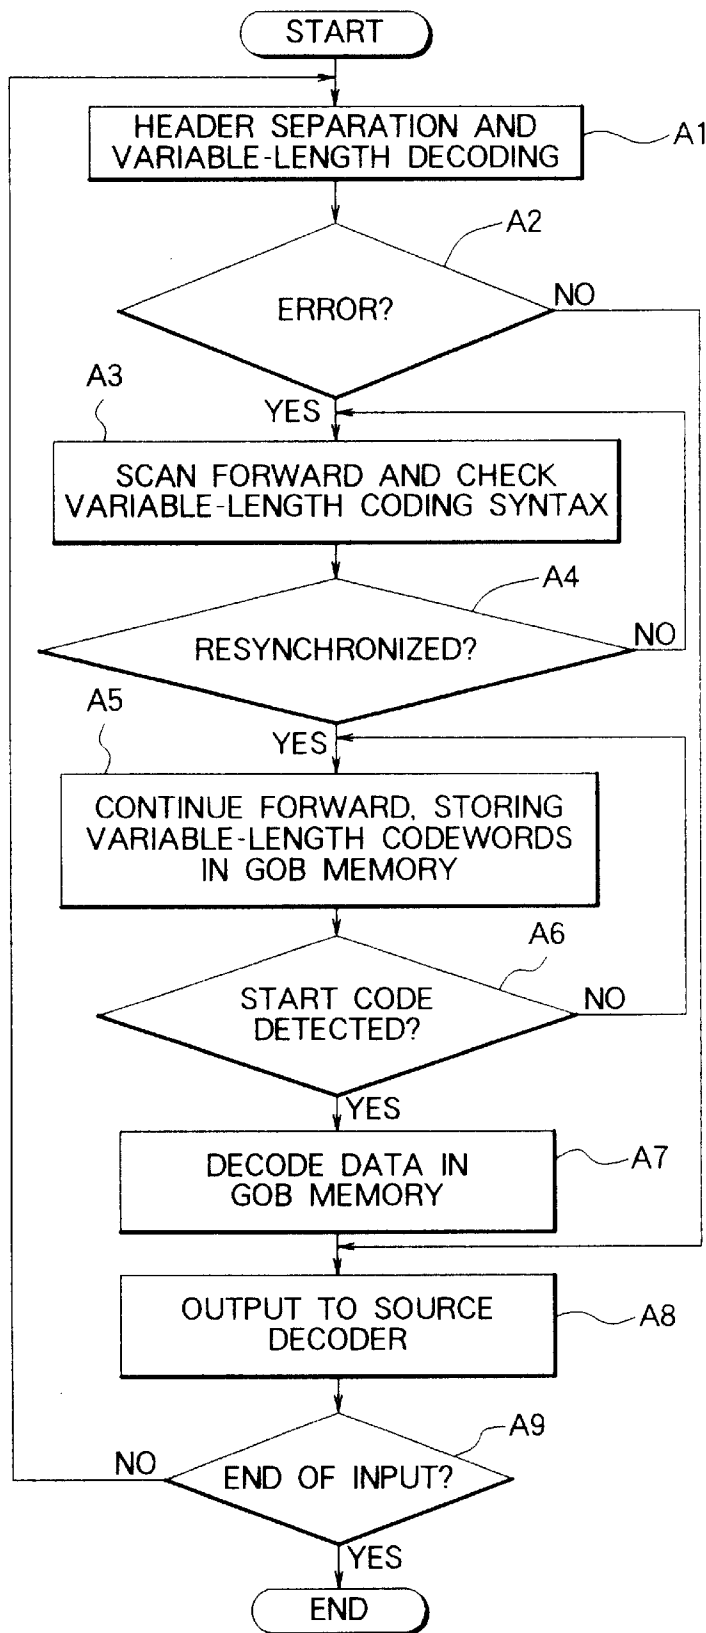 START
HEADER SEPARATION AND
VARIABLE-LENGTH DECODING
A1
A2
ERROR?
NO
YES
A3
SCAN FORWARD AND CHECK
VARIABLE-LENGTH CODING SYNTAX
A4
RESYNCHRONIZED?
NO
YES
A5
CONTINUE FORWARD, STORING
VARIABLE-LENGTH CODEWORDS
IN GOB MEMORY
A6
START CODE
DETECTED?
NO
YES
DECODE DATA IN
GOB MEMORY
A7
OUTPUT TO SOURCE
DECODER
A8
A9
NO
END OF INPUT?
YES
END